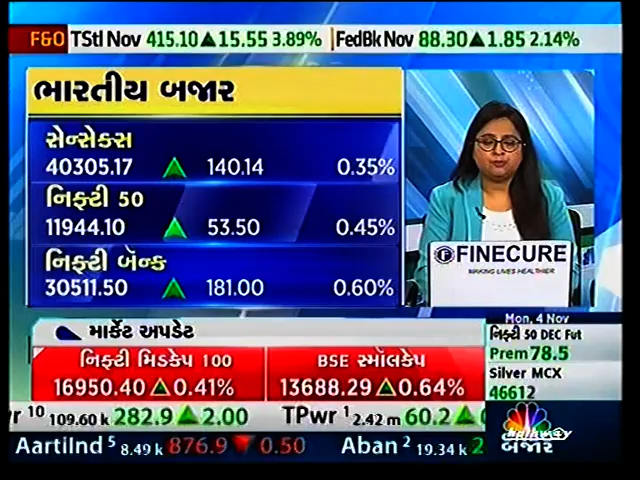 F&O TStl Nov 415.10 ▲ 15.55 3.89% FedBk Nov 88.30 ▲ 1.85 2.14%
ભારતીય બજાર
સેન્સેક્સ
40305.17 ▲ 140.14 0.35%
નિફ્ટી 50
11944.10 ▲ 53.50 0.45%
નિફ્ટી બૅન્ક
30511.50 ▲ 181.00 0.60%
FINECURE
MAKING LIVES HEALTHIER
Mon, 4 Nov
માર્કેટ અપડેટ
નિફ્ટી મિડકેપ 100
16950.40 ▲ 0.41%
BSE સ્મૉલકેપ
13688.29 ▲ 0.64%
નિફ્ટી 50 DEC Fut
Prem 78.5
Silver MCX
46612
10 109.60 k 282.9 ▲ 2.00 TPwr 1 2.42 m 60.2 ▲
AartiInd 5 8.49 k 876.9 ▼ 0.50 Aban 2 19.34 k
hathway
બજાર